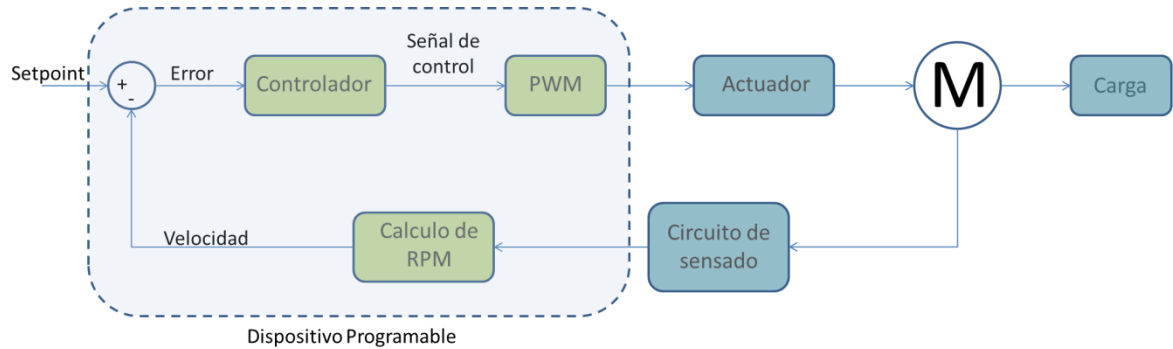 Setpoint
+
-
Error
Controlador
Señal de
control
PWM
Actuador
M
Carga
Velocidad
Calculo de
RPM
Circuito de
sensado
Dispositivo Programable